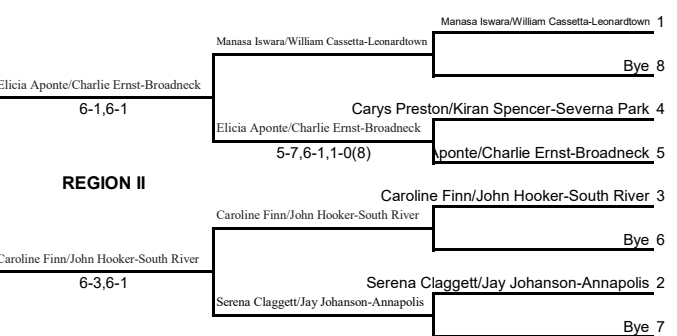 Manasa Iswara/William Cassetta-Leonardtown 1
Manasa Iswara/William Cassetta-Leonardtown
Bye 8
Elicia Aponte/Charlie Ernst-Broadneck
6-1,6-1
Carys Preston/Kiran Spencer-Severna Park 4
Elicia Aponte/Charlie Ernst-Broadneck
5-7,6-1,1-0(8)
Aponte/Charlie Ernst-Broadneck 5
REGION II
Caroline Finn/John Hooker-South River 3
Caroline Finn/John Hooker-South River
Bye 6
Caroline Finn/John Hooker-South River
6-3,6-1
Serena Claggett/Jay Johanson-Annapolis 2
Serena Claggett/Jay Johanson-Annapolis
Bye 7